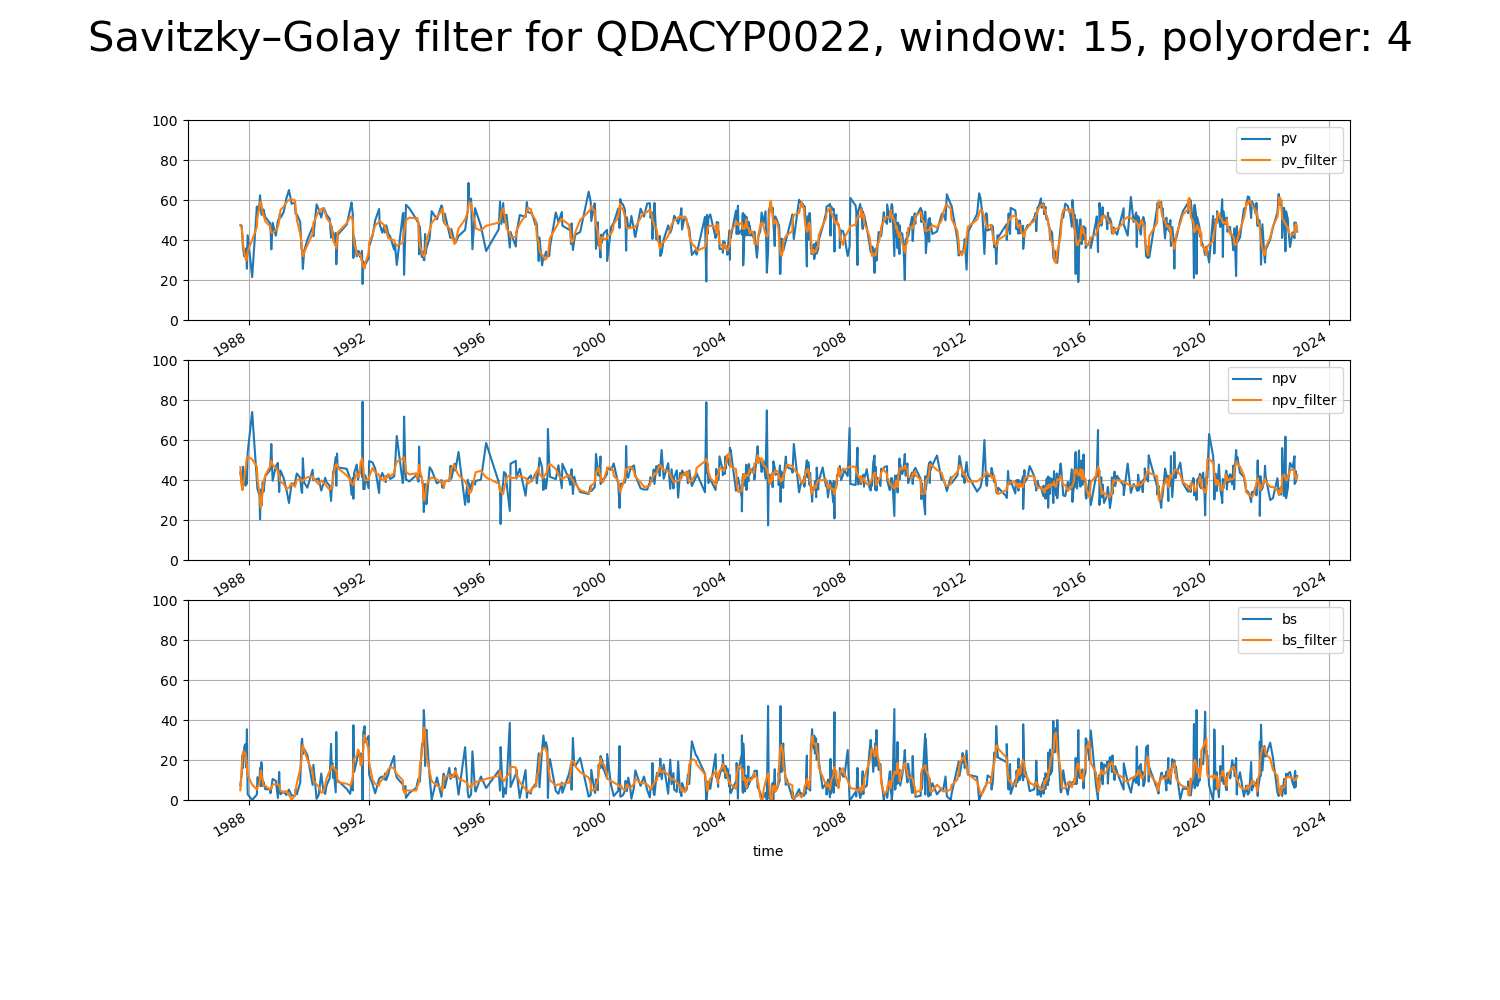 Savitzky–Golay filter for QDACYP0022, window: 15, polyorder: 4
100
80
60
40
20
0
pv
pv_filter
1988 1992 1996 2000 2004 2008 2012 2016 2020 2024
100
80
60
40
20
0
npv
npv_filter
1988 1992 1996 2000 2004 2008 2012 2016 2020 2024
100
80
60
40
20
0
bs
bs_filter
1988 1992 1996 2000 2004 2008 2012 2016 2020 2024
time